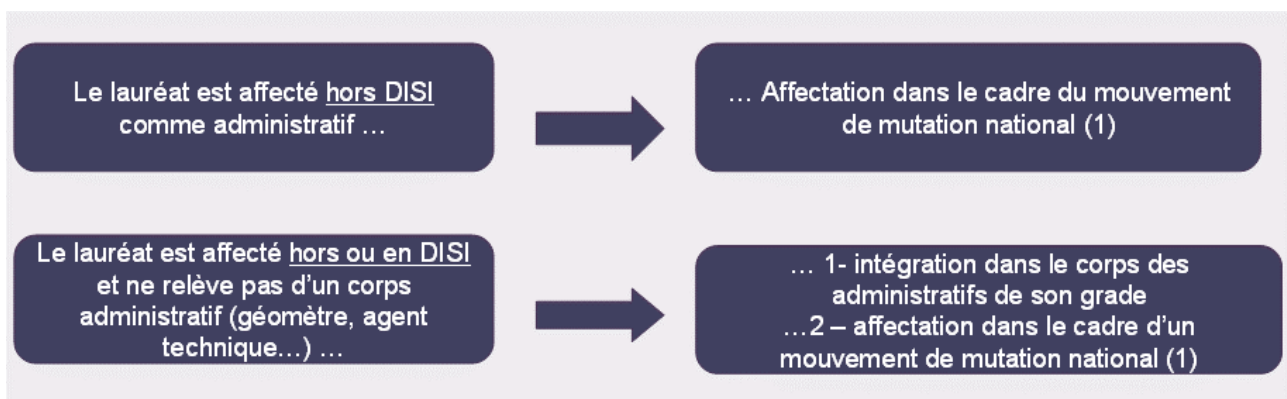 Le lauréat est affecté hors DISI
comme administratif …
… Affectation dans le cadre du mouvement
de mutation national (1)
Le lauréat est affecté hors ou en DISI
et ne relève pas d’un corps
administratif (géomètre, agent
technique…) …
… 1- intégration dans le corps des
administratifs de son grade
…2 – affectation dans le cadre d’un
mouvement de mutation national (1)